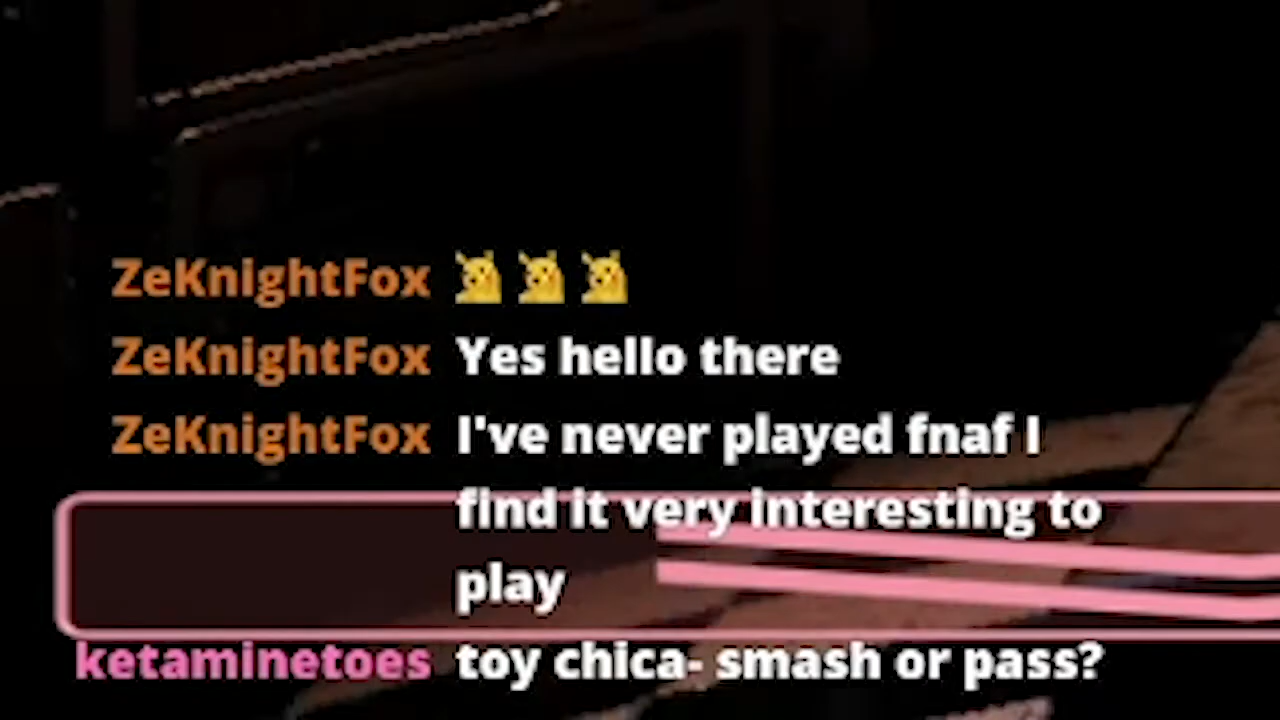 ZeKnightFox
ZeKnightFox Yes hello there
ZeKnightFox I've never played fnaf I
find it very interesting to
play
ketaminetoes toy chica- smash or pass?